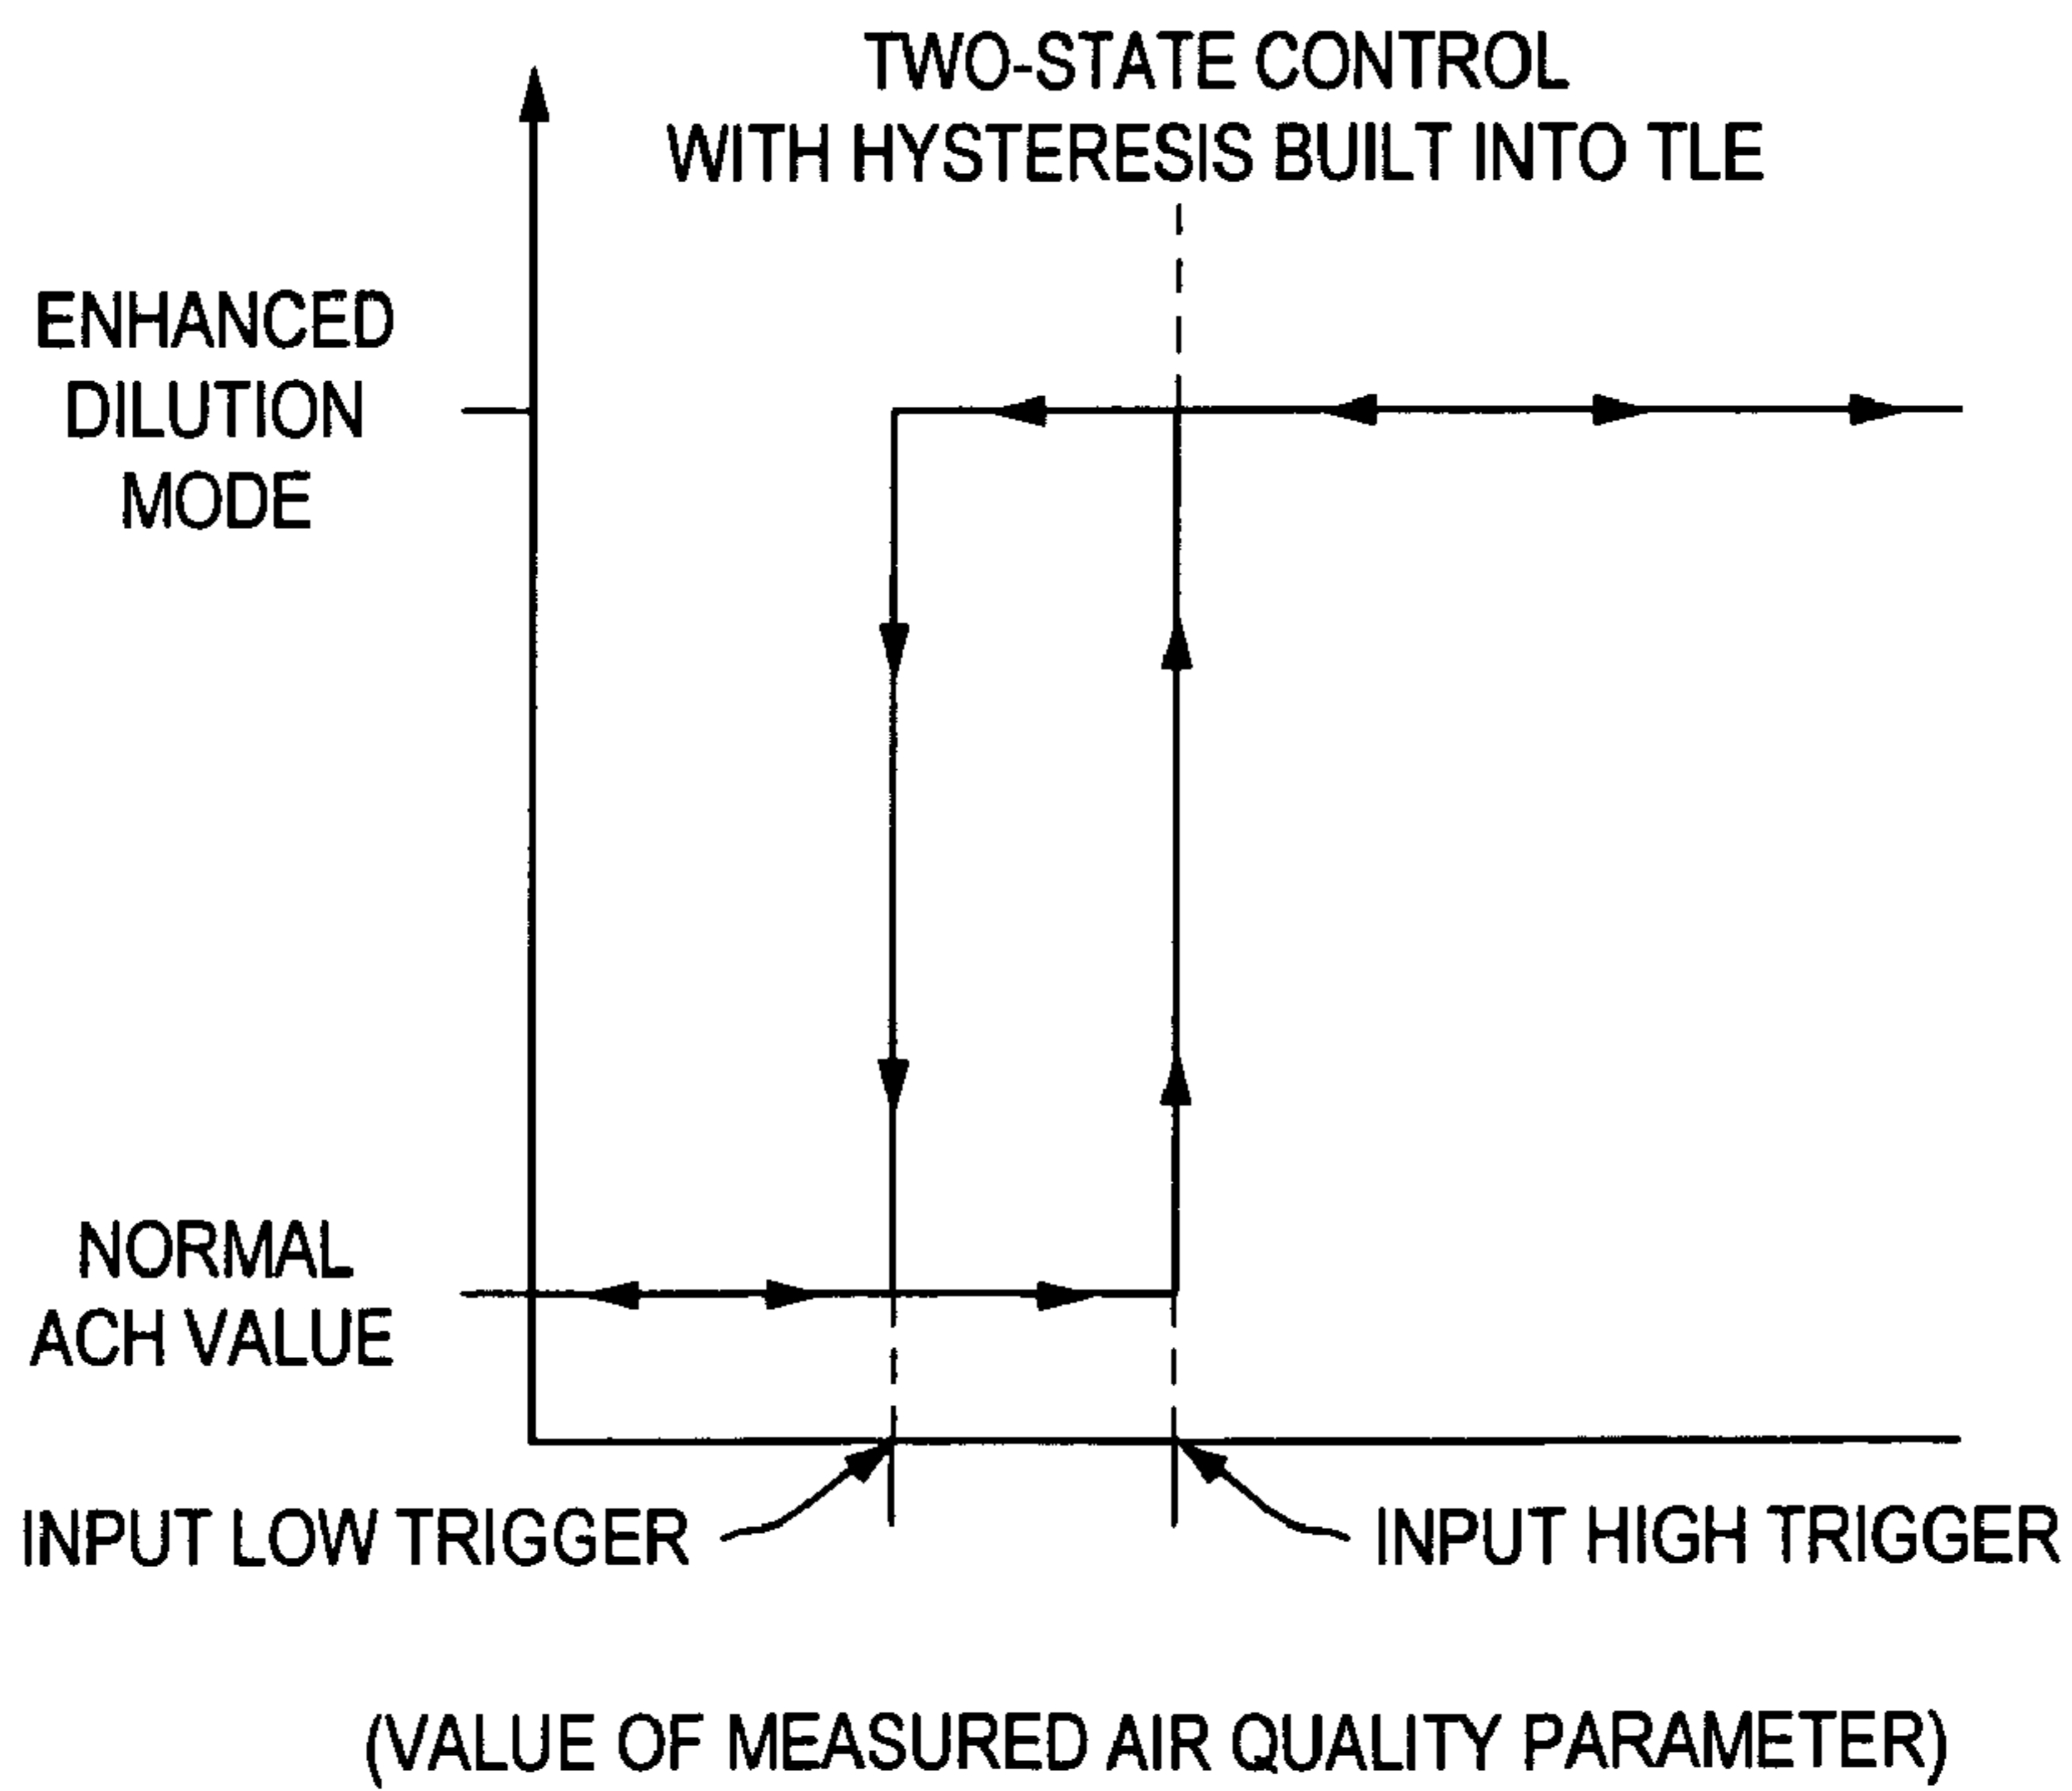 TWO-STATE CONTROL
WITH HYSTERESIS BUILT INTO TLE
ENHANCED
DILUTION
MODE
NORMAL
ACH VALUE
INPUT LOW TRIGGER
INPUT HIGH TRIGGER
(VALUE OF MEASURED AIR QUALITY PARAMETER)